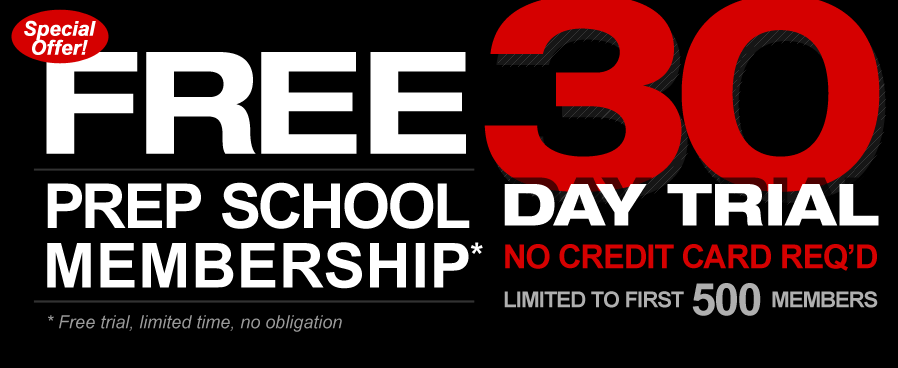 Special
Offer!
FREE
PREP SCHOOL
MEMBERSHIP*
* Free trial, limited time, no obligation
30
DAY TRIAL
NO CREDIT CARD REQ'D
LIMITED TO FIRST 500 MEMBERS